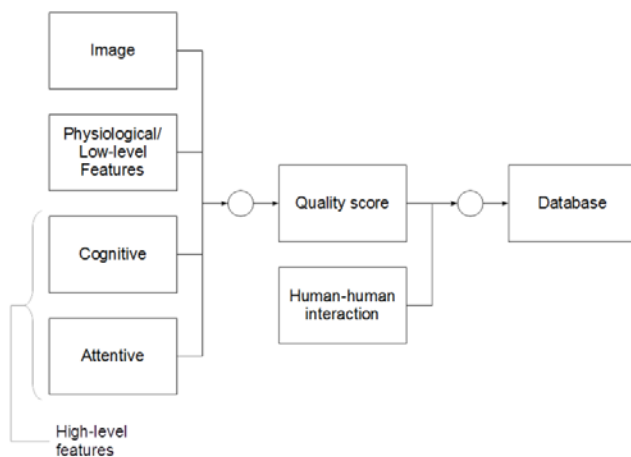 Image
Physiological/
Low-level
Features
Cognitive
Attentive
High-level
features
Quality score
Human-human
interaction
Database